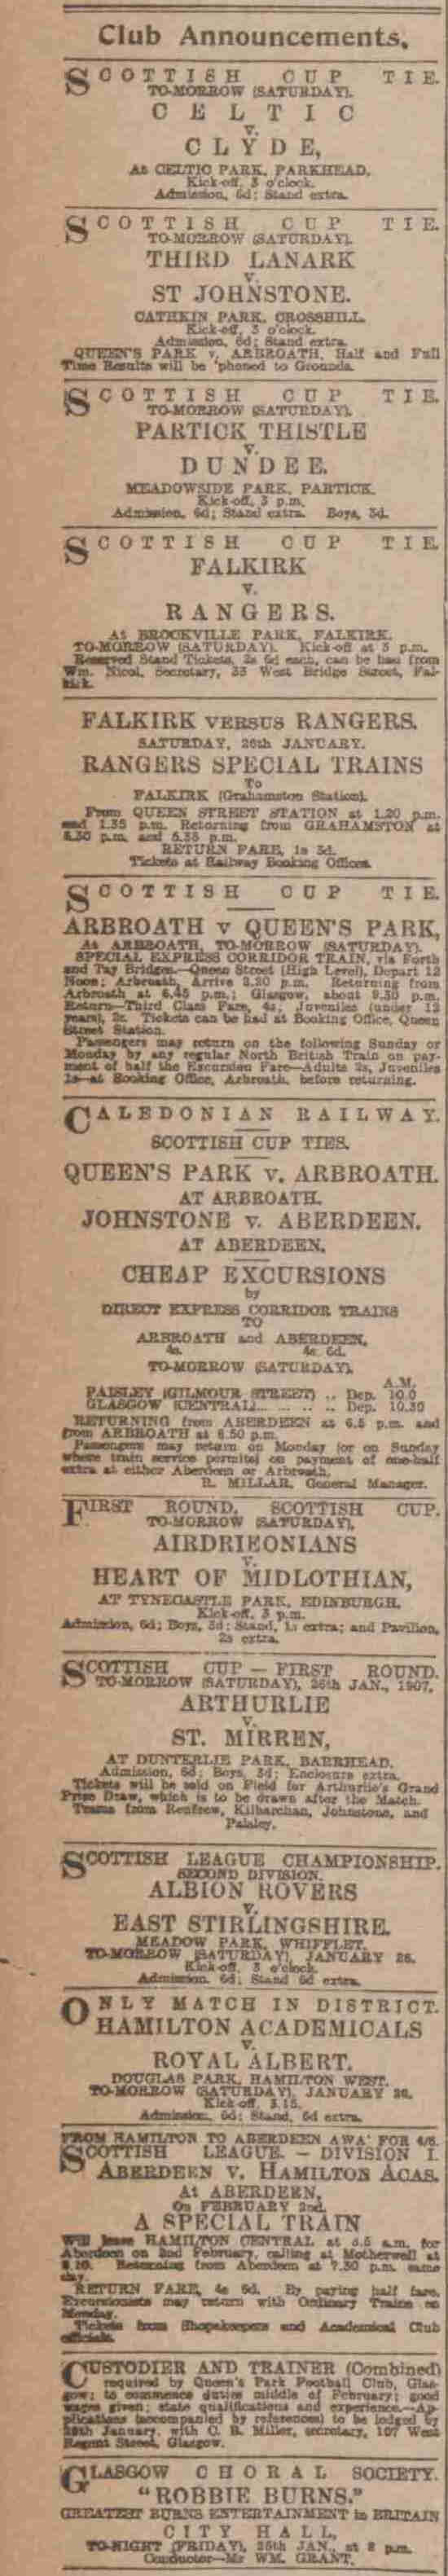 Club Announcements.
SCOTTISH CUP TIE.
TO-MORROW (SATURDAY).
CELTIC
v.
CLYDE,
At CELTIC PARK, PARKHEAD.
Kick-off, 3 o'clock.
Admission, 6d; Stand extra.
SCOTTISH CUP TIE.
TO-MORROW (SATURDAY).
THIRD LANARK
v.
ST JOHNSTONE.
CATHKIN PARK, CROSSHILL.
Kick-off, 3 o'clock.
Admission, 6d; Stand extra.
QUEEN'S PARK v. ARBROATH, Half and Full
Time Results will be 'phoned to Grounds.
SCOTTISH CUP TIE.
TO-MORROW (SATURDAY).
PARTICK THISTLE
v.
DUNDEE.
MEADOWSIDE PARK, PARTICK.
Kick-off, 3 p.m.
Admission, 6d; Stand extra. Boys, 3d.
SCOTTISH CUP TIE
FALKIRK
v.
RANGERS.
At BROCKVILLE PARK, FALKIRK.
TO-MORROW (SATURDAY). Kick-off at 3 p.m.
Reserved Stand Tickets, 2s 6d each, can be had from
Wm. Nicol, Secretary, 33 West Bridge Street, Fal-
kirk.
FALKIRK VERSUS RANGERS.
SATURDAY, 26th JANUARY.
RANGERS SPECIAL TRAINS
To
FALKIRK (Grahamston Station).
From QUEEN STREET STATION at 1.20 p.m.
and 1.35 p.m. Returning from GRAHAMSTON at
5.30 p.m. and 5.35 p.m.
RETURN FARE, 1s 3d.
Tickets at Railway Booking Offices.
SCOTTISH CUP TIE.
ARBROATH v QUEEN'S PARK,
At ARBROATH, TO-MORROW (SATURDAY).
SPECIAL EXPRESS CORRIDOR TRAIN, via Forth
and Tay Bridges.—Queen Street (High Level), Depart 12
Noon; Arbroath, Arrive 2.20 p.m. Returning from
Arbroath at 6.45 p.m.; Glasgow, about 9.30 p.m.
Return—Third Class Fare, 4s, Juveniles (under 12
years), 2s. Tickets can be had at Booking Office, Queen
Street Station.
Passengers may return on the following Sunday or
Monday by any regular North British Train on pay-
ment of half the Excursion Fare—Adults 2s, Juveniles
1s—at Booking Office, Arbroath, before returning.
CALEDONIAN RAILWAY.
SCOTTISH CUP TIES.
QUEEN'S PARK v. ARBROATH.
AT ARBROATH.
JOHNSTONE v. ABERDEEN.
AT ABERDEEN.
CHEAP EXCURSIONS
by
DIRECT EXPRESS CORRIDOR TRAINS
TO
ARBROATH and ABERDEEN,
4s. 4s. 6d.
TO-MORROW (SATURDAY).
A.M.
PAISLEY (GILMOUR STREET) .. Dep. 10.0
GLASGOW (CENTRAL)... .. .. .. Dep. 10.30
RETURNING from ABERDEEN at 6.5 p.m. and
from ARBROATH at 6.50 p.m.
Passengers may return on Monday (or on Sunday
where train service permits) on payment of one-half
extra at either Aberdeen or Arbroath.
R. MILLAR, General Manager.
FIRST ROUND, SCOTTISH CUP.
TO-MORROW (SATURDAY),
AIRDRIEONIANS
v.
HEART OF MIDLOTHIAN,
AT TYNECASTLE PARK, EDINBURGH.
Kick-off, 3 p.m.
Admission, 6d; Boys, 3d; Stand, 1s extra; and Pavilion,
2s extra.
SCOTTISH CUP — FIRST ROUND.
TO-MORROW (SATURDAY), 26th JAN., 1907.
ARTHURLIE
v.
ST. MIRREN,
AT DUNTERLIE PARK, BARRHEAD.
Admission, 6d; Boys, 3d; Enclosure extra.
Tickets will be sold on Field for Arthurlie's Grand
Prize Draw, which is to be drawn after the Match.
Trams from Renfrew, Kilbarchan, Johnstone, and
Paisley.
SCOTTISH LEAGUE CHAMPIONSHIP.
SECOND DIVISION.
ALBION ROVERS
v.
EAST STIRLINGSHIRE.
MEADOW PARK, WHIFFLET.
TO-MORROW (SATURDAY), JANUARY 26.
Kick-off, 3 o'clock.
Admission, 6d; Stand 6d extra.
ONLY MATCH IN DISTRICT.
HAMILTON ACADEMICALS
v.
ROYAL ALBERT.
DOUGLAS PARK, HAMILTON WEST.
TO-MORROW (SATURDAY), JANUARY 26.
Kick-off, 3.15.
Admission, 6d; Stand, 6d extra.
FROM HAMILTON TO ABERDEEN AWA' FOR 4/6.
SCOTTISH LEAGUE. — DIVISION I.
ABERDEEN V. HAMILTON ACAS.
At ABERDEEN,
On FEBRUARY 2nd.
A SPECIAL TRAIN
Will leave HAMILTON CENTRAL at 8.5 a.m. for
Aberdeen on 2nd February, calling at Motherwell at
Returning from Aberdeen at 7.30 p.m. same
day.
RETURN FARE, 4s 6d. By paying half fare,
Excursionists may return with Ordinary Trains on
Monday.
Tickets from Shopkeepers and Academical Club
officials.
CUSTODIER AND TRAINER (Combined)
required by Queen's Park Football Club, Glas-
gow; to commence duties middle of February; good
wages given; state qualifications and experience.—Ap-
plications (accompanied by references) to be lodged by
28th January, with C. B. Miller, secretary, 107 West
Regent Street, Glasgow.
GLASGOW CHORAL SOCIETY.
"ROBBIE BURNS."
GREATEST BURNS ENTERTAINMENT in BRITAIN
CITY HALL,
TO-NIGHT (FRIDAY), 25th JAN., at 8 p.m.
Conductor—Mr WM. GRANT.